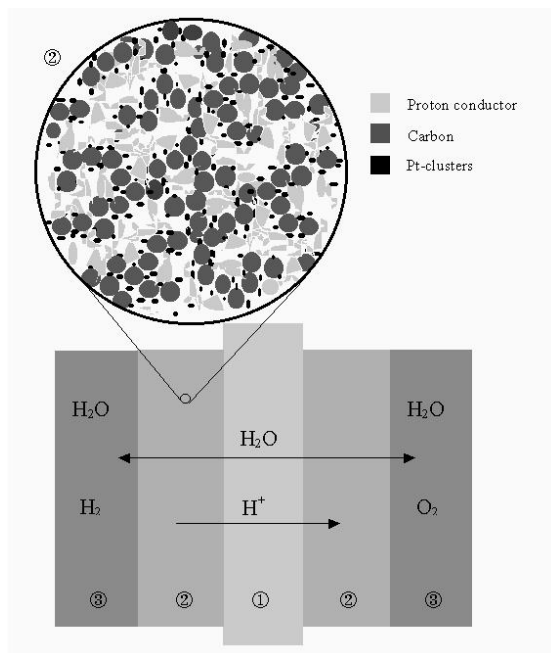 ②
Proton conductor
Carbon
Pt-clusters
H₂O
H₂O
H₂O
H₂
H⁺
O₂
③ ② ① ② ③